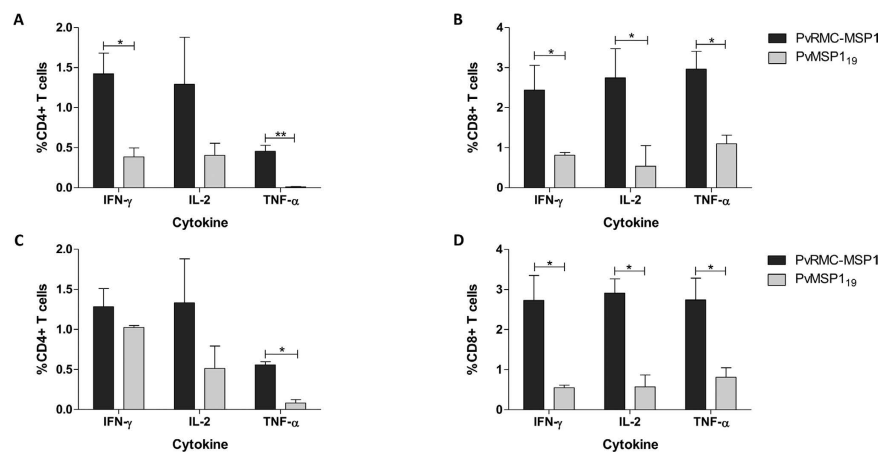 A
%CD4+ T cells
2.0
1.5
1.0
0.5
0.0
*
**
IFN-γ IL-2 TNF-α
Cytokine
B
%CD8+ T cells
4
3
2
1
0
*
*
*
IFN-γ IL-2 TNF-α
Cytokine
PvRMC-MSP1
PvMSP1₁₉
C
%CD4+ T cells
2.0
1.5
1.0
0.5
0.0
*
IFN-γ IL-2 TNF-α
Cytokine
D
%CD8+ T cells
4
3
2
1
0
*
*
*
IFN-γ IL-2 TNF-α
Cytokine
PvRMC-MSP1
PvMSP1₁₉